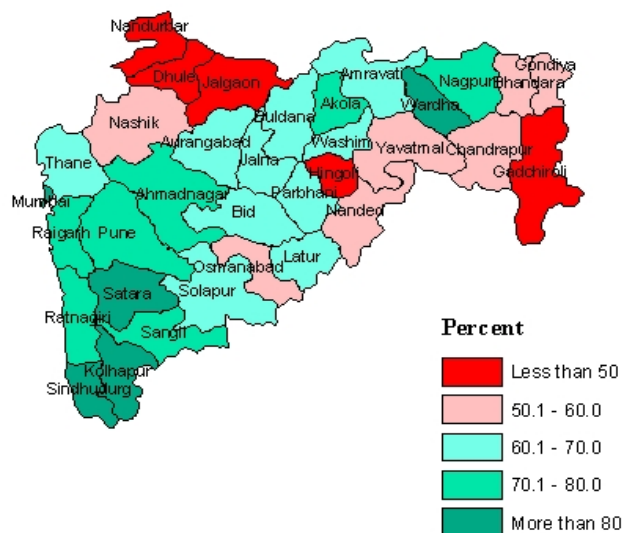 Nandurbar
Dhule
Jalgaon
Nashik
Buldana
Akola
Amravati
Wardha
Nagpur
Bhandara
Gondiya
Aurangabad
Jalna
Washim
Yavatmal
Chandrapur
Gadchiroli
Thane
Mumbai
Ahmadnagar
Hingoli
Parbhani
Nanded
Raigarh
Pune
Bid
Latur
Osmanabad
Solapur
Satara
Ratnagiri
Sangli
Kolhapur
Sindhudurg
Percent
Less than 50
50.1 - 60.0
60.1 - 70.0
70.1 - 80.0
More than 80